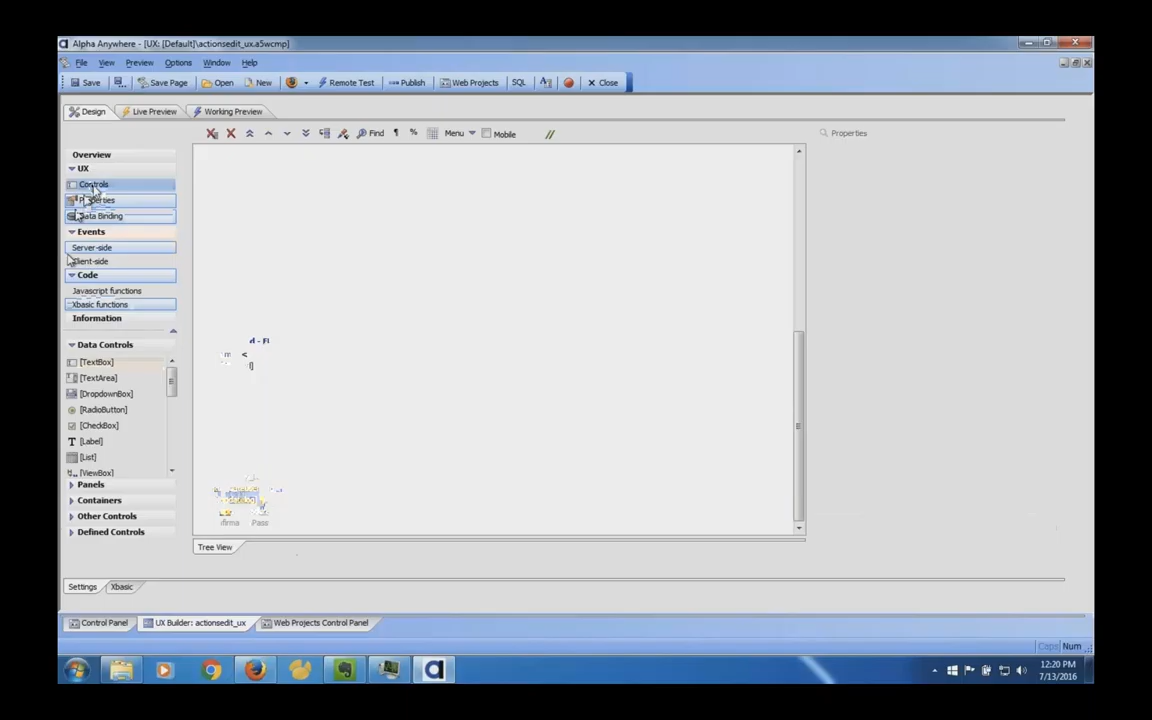 Alpha Anywhere - [UX: [Default]\actionsedit_ux.a5wcmp]
File View Preview Options Window Help
Save Save Page Open New Remote Test Publish Web Projects SQL Close
Design Live Preview Working Preview
Find ¶ % Menu Mobile // Properties
Overview
UX
Controls
Properties
Data Binding
Events
Server-side
Client-side
Code
Javascript functions
Xbasic functions
Information
Data Controls
[TextBox]
[TextArea]
[DropdownBox]
[RadioButton]
[CheckBox]
[Label]
[List]
[ViewBox]
Panels
Containers
Other Controls
Defined Controls
d - Fi
m <
Pass
Tree View
Settings Xbasic
Control Panel UX Builder: actionsedit_ux Web Projects Control Panel
Caps Num
12:20 PM
7/13/2016